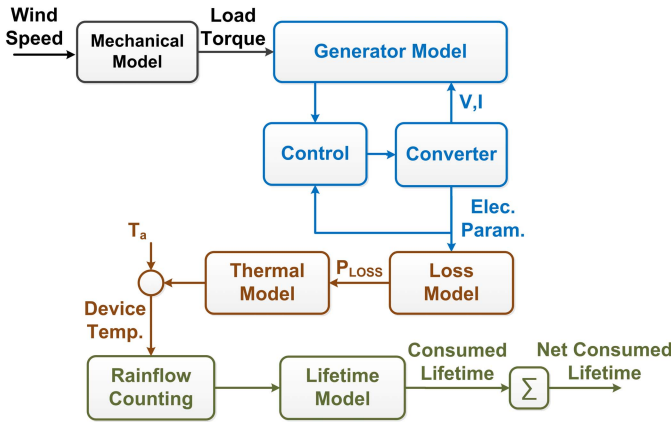 Wind
Speed
Mechanical
Model
Load
Torque
Generator Model
V,I
Control
Converter
Elec.
Param.
Ta
Thermal
Model
PLOSS
Loss
Model
Device
Temp.
Rainflow
Counting
Lifetime
Model
Consumed
Lifetime
Σ
Net Consumed
Lifetime